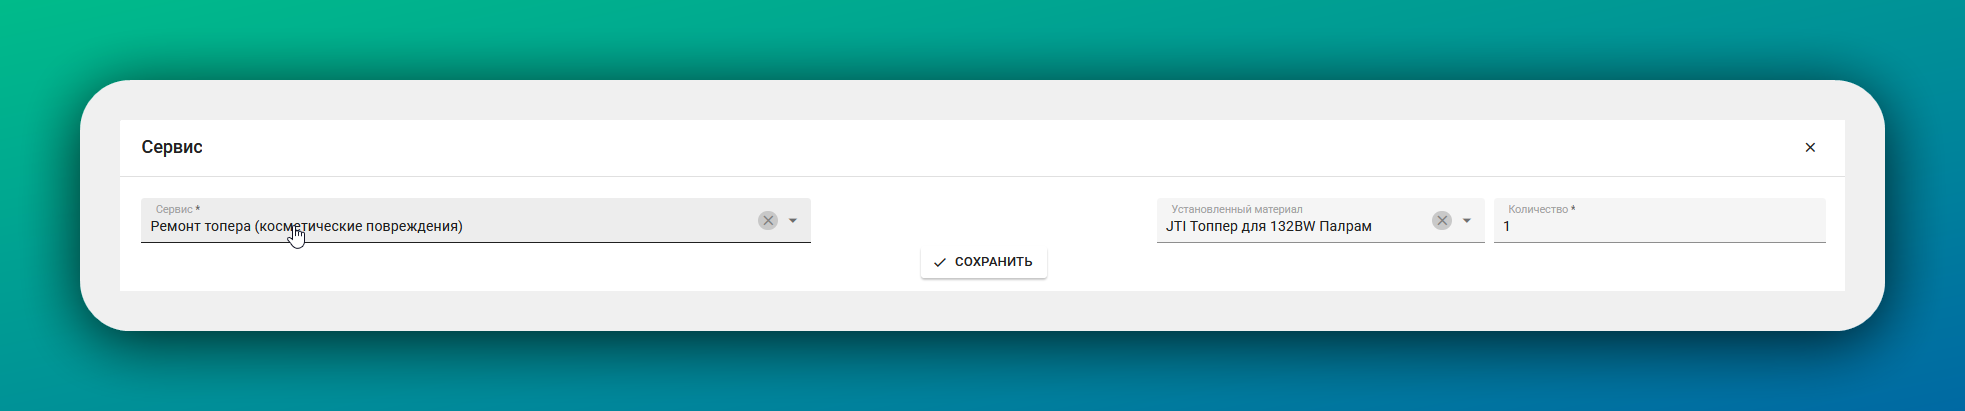 Сервис
Сервис *
Ремонт топера (косметические повреждения)
Установленный материал
JTI Топпер для 132BW Палрам
Количество *
1
СОХРАНИТЬ